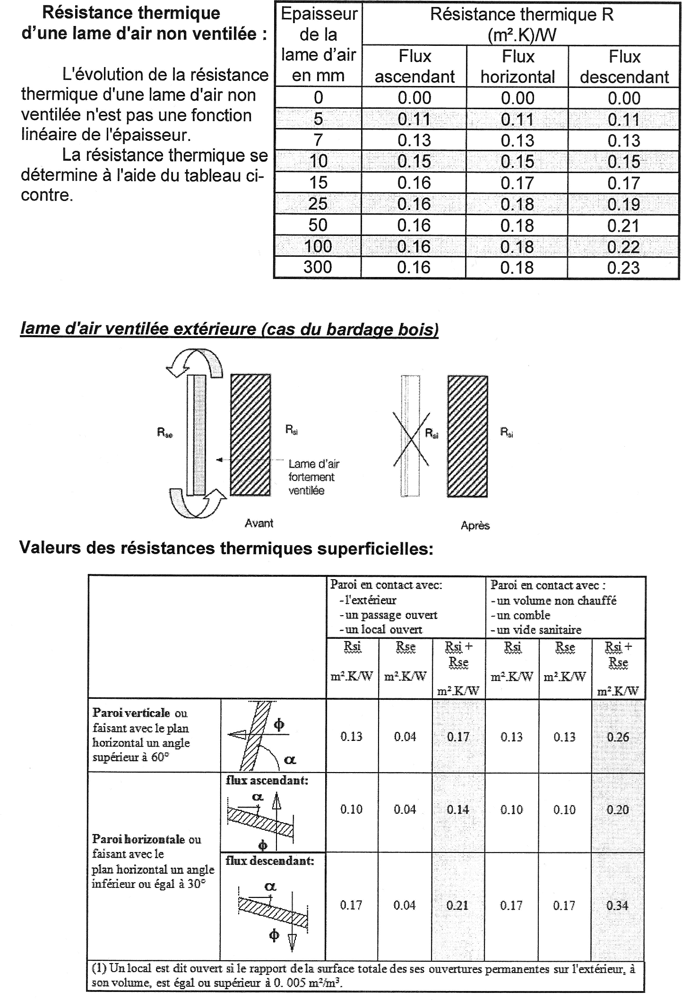 Résistance thermique
d’une lame d'air non ventilée :
L'évolution de la résistance
thermique d'une lame d'air non
ventilée n'est pas une fonction
linéaire de l'épaisseur.
La résistance thermique se
détermine à l'aide du tableau ci-
contre.
Epaisseur
de la
lame d’air
en mm
Résistance thermique R
(m².K)/W
Flux
ascendant
Flux
horizontal
Flux
descendant
0 0.00 0.00 0.00
5 0.11 0.11 0.11
7 0.13 0.13 0.13
10 0.15 0.15 0.15
15 0.16 0.17 0.17
25 0.16 0.18 0.19
50 0.16 0.18 0.21
100 0.16 0.18 0.22
300 0.16 0.18 0.23
lame d'air ventilée extérieure (cas du bardage bois)
Rse
Rsi
Lame d'air
fortement
ventilée
Avant
Rsi
Rsi
Après
Valeurs des résistances thermiques superficielles:
Paroi en contact avec:
-l'extérieur
-un passage ouvert
-un local ouvert
Paroi en contact avec :
-un volume non chauffé
-un comble
-un vide sanitaire
Rsi
m².K/W
Rse
m².K/W
Rsi +
Rse
m².K/W
Rsi
m².K/W
Rse
m².K/W
Rsi +
Rse
m².K/W
Paroi verticale ou
faisant avec le plan
horizontal un angle
supérieur à 60°
ϕ
α
0.13 0.04 0.17 0.13 0.13 0.26
Paroi horizontale ou
faisant avec le
plan horizontal un angle
inférieur ou égal à 30°
flux ascendant:
α
ϕ
0.10 0.04 0.14 0.10 0.10 0.20
flux descendant:
α
ϕ
0.17 0.04 0.21 0.17 0.17 0.34
(1) Un local est dit ouvert si le rapport de la surface totale des ses ouvertures permanentes sur l'extérieur, à
son volume, est égal ou supérieur à 0. 005 m²/m³.